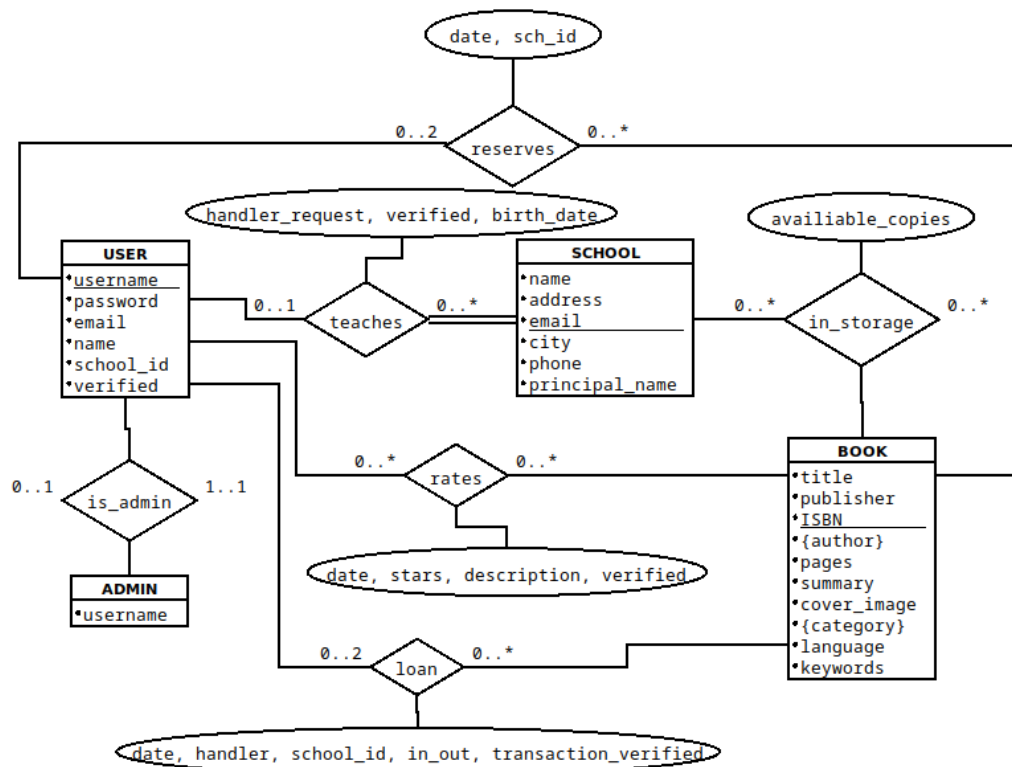 date, sch_id
0..2
0..*
reserves
handler_request, verified, birth_date
availiable_copies
USER
username
password
email
name
school_id
verified
0..1
teaches
0..*
SCHOOL
name
address
email
city
phone
principal_name
0..*
in_storage
0..*
0..1
is_admin
1..1
ADMIN
username
0..*
rates
0..*
date, stars, description, verified
BOOK
title
publisher
ISBN
{author}
pages
summary
cover_image
{category}
language
keywords
0..2
loan
0..*
date, handler, school_id, in_out, transaction_verified